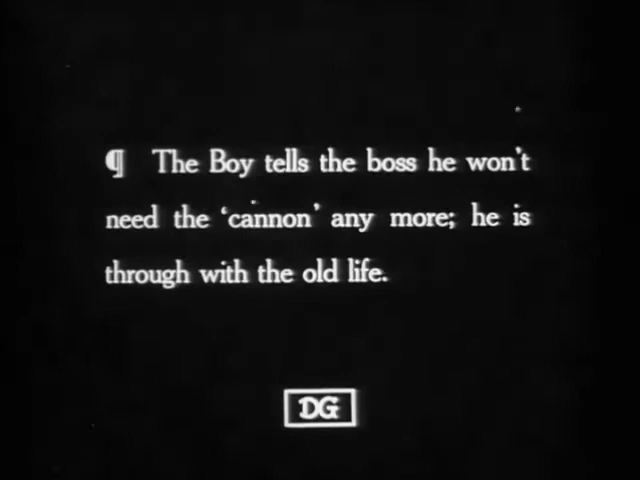 ¶ The Boy tells the boss he won't
need the 'cannon' any more; he is
through with the old life.
DG